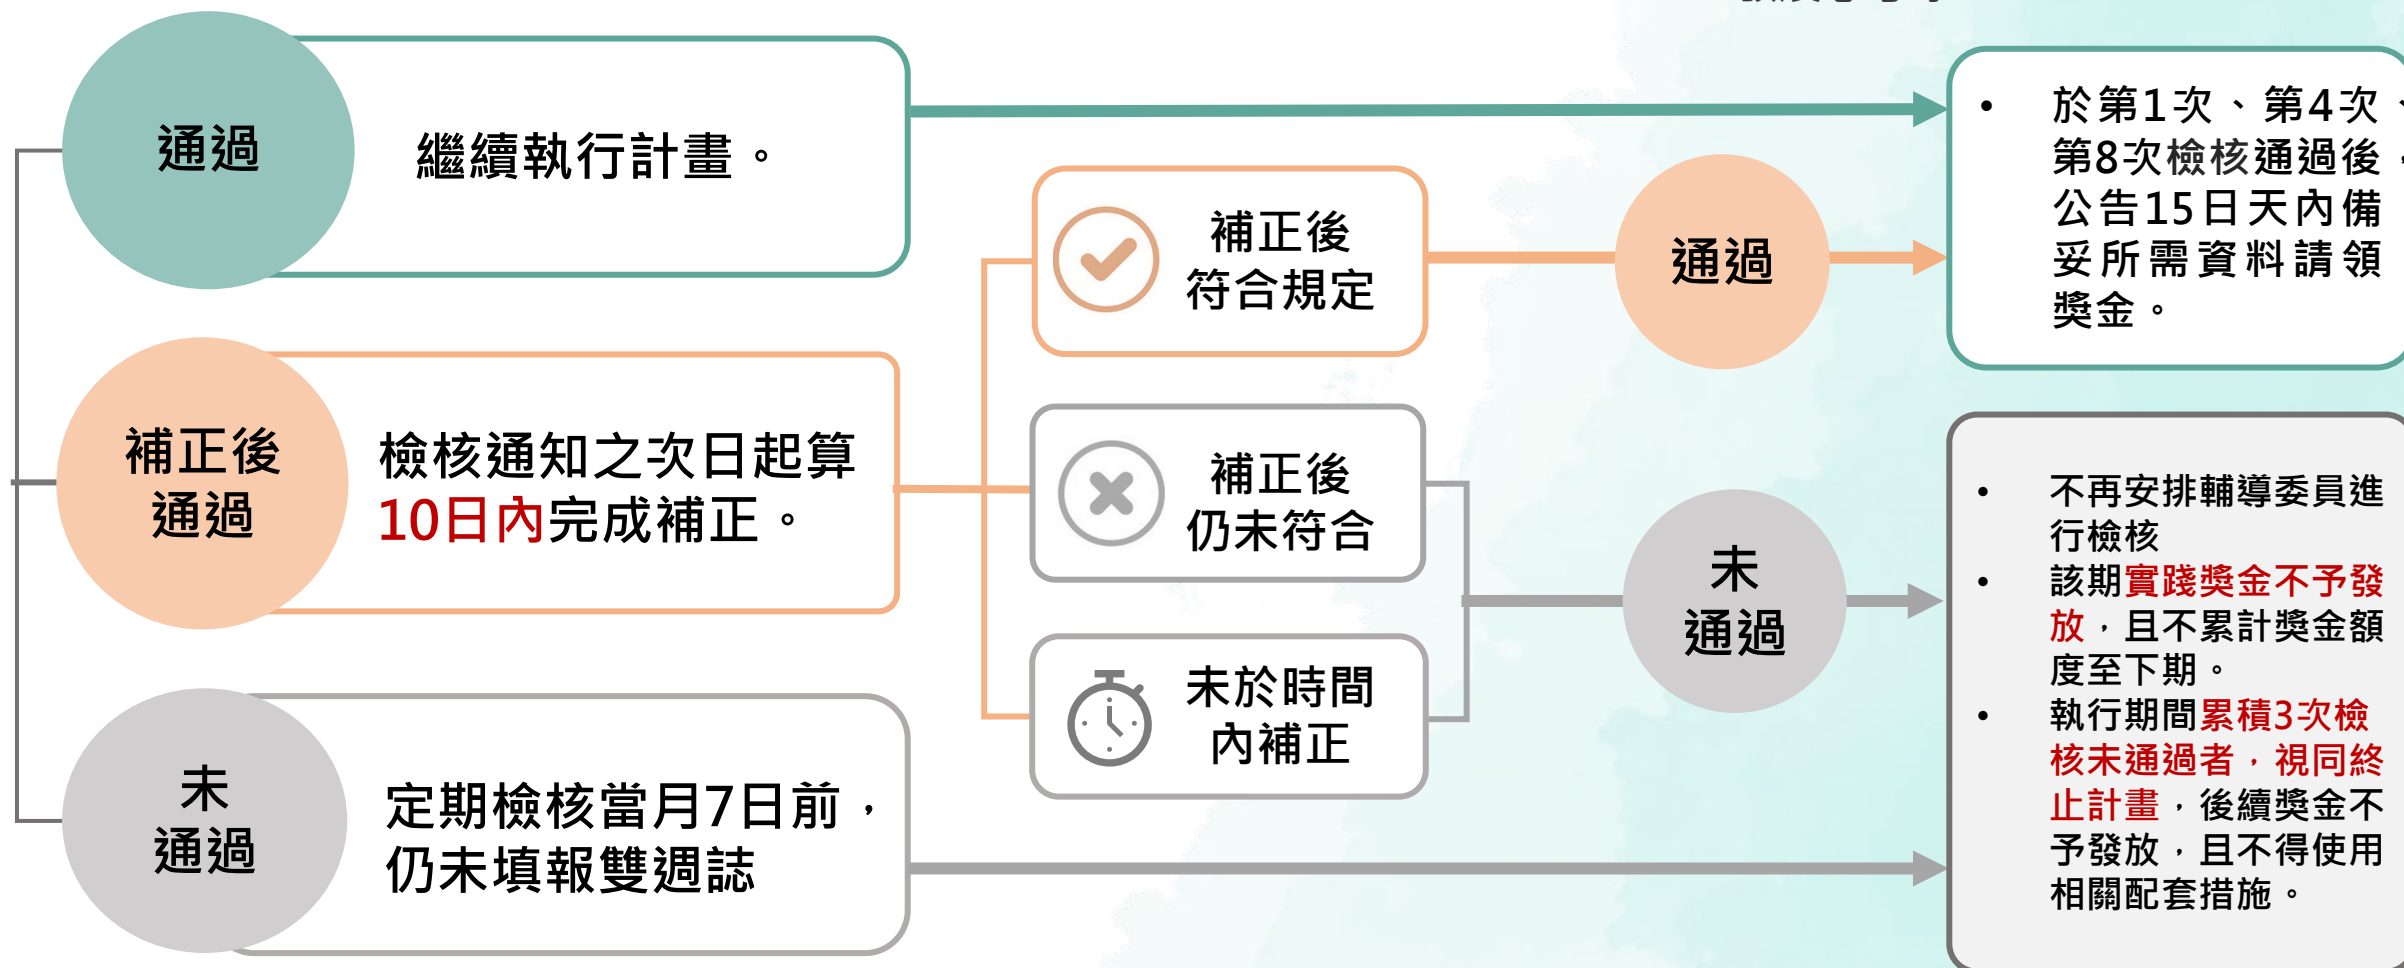 通過
繼續執行計畫。
補正後
通過
檢核通知之次日起算
10日內完成補正。
未
通過
定期檢核當月7日前，
仍未填報雙週誌
補正後
符合規定
補正後
仍未符合
未於時間
內補正
通過
未
通過
• 於第1次、第4次、
第8次檢核通過後，
公告15日天內備
妥所需資料請領
獎金。
• 不再安排輔導委員進
行檢核
• 該期實踐獎金不予發
放，且不累計獎金額
度至下期。
• 執行期間累積3次檢
核未通過者，視同終
止計畫，後續獎金不
予發放，且不得使用
相關配套措施。